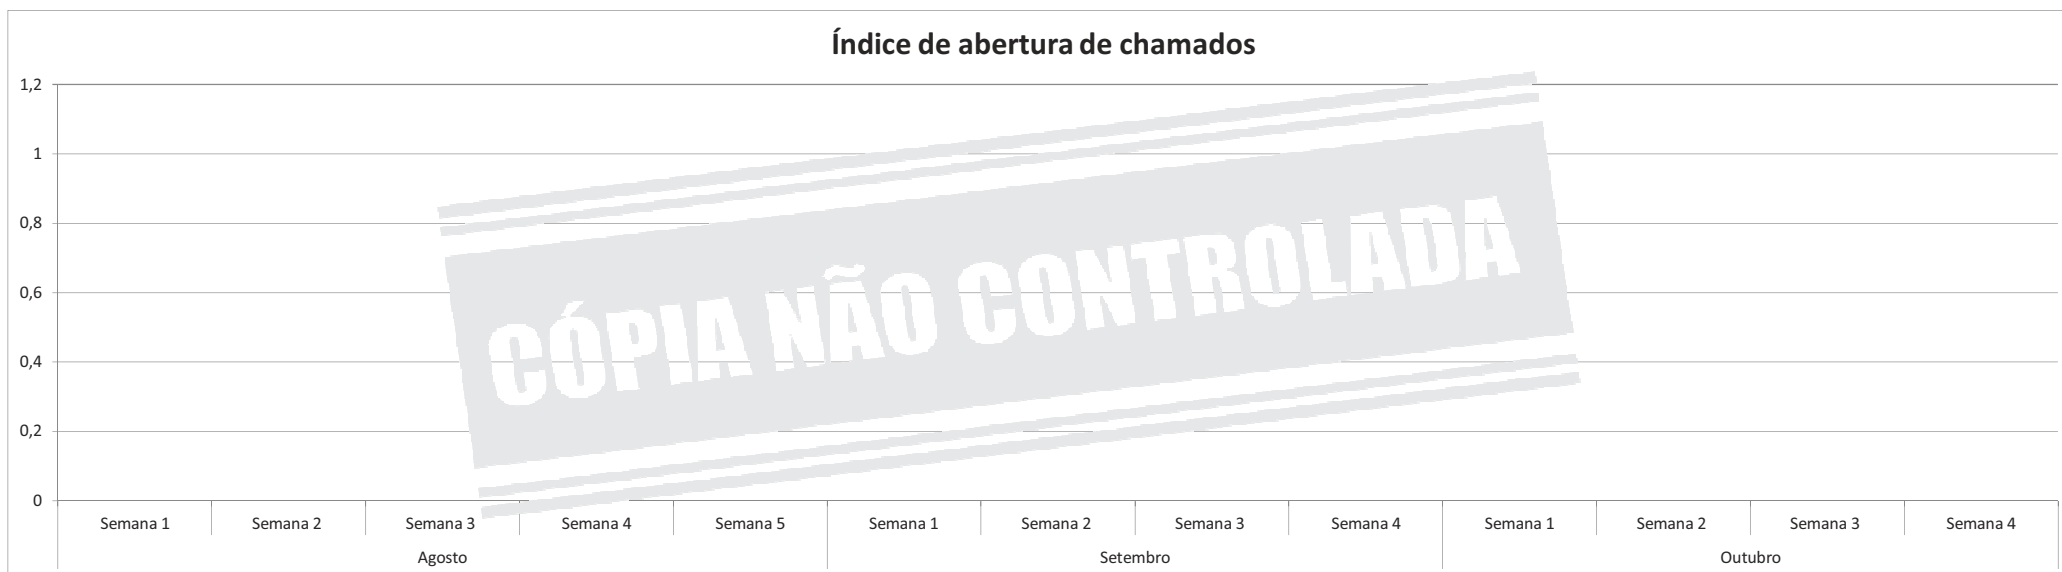 Índice de abertura de chamados
1,2
1
0,8
0,6
0,4
0,2
0
CÓPIA NÃO CONTROLADA
Semana 1 Semana 2 Semana 3 Semana 4 Semana 5 Semana 1 Semana 2 Semana 3 Semana 4 Semana 1 Semana 2 Semana 3 Semana 4
Agosto Setembro Outubro